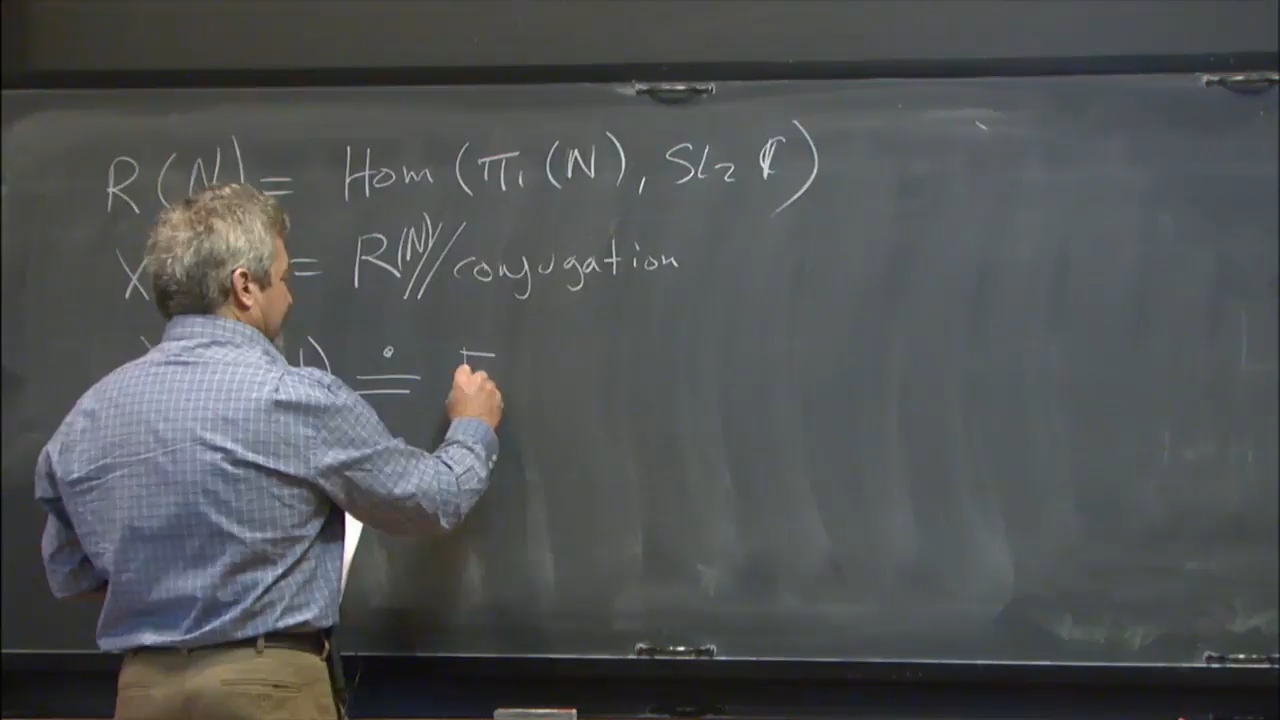 R(N) = Hom(π₁(N), SL₂ ℂ)
X = R(N)//conjugation
) ≐